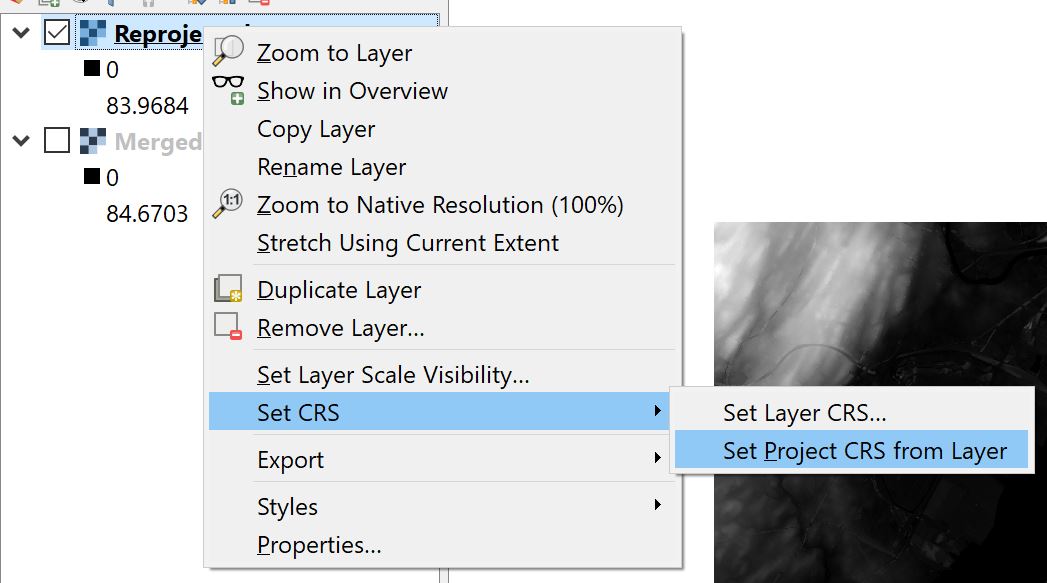 Reproje
0
83.9684
Merged
0
84.6703
Zoom to Layer
Show in Overview
Copy Layer
Rename Layer
1:1
Zoom to Native Resolution (100%)
Stretch Using Current Extent
Duplicate Layer
Remove Layer...
Set Layer Scale Visibility...
Set CRS
Export
Styles
Properties...
Set Layer CRS...
Set Project CRS from Layer